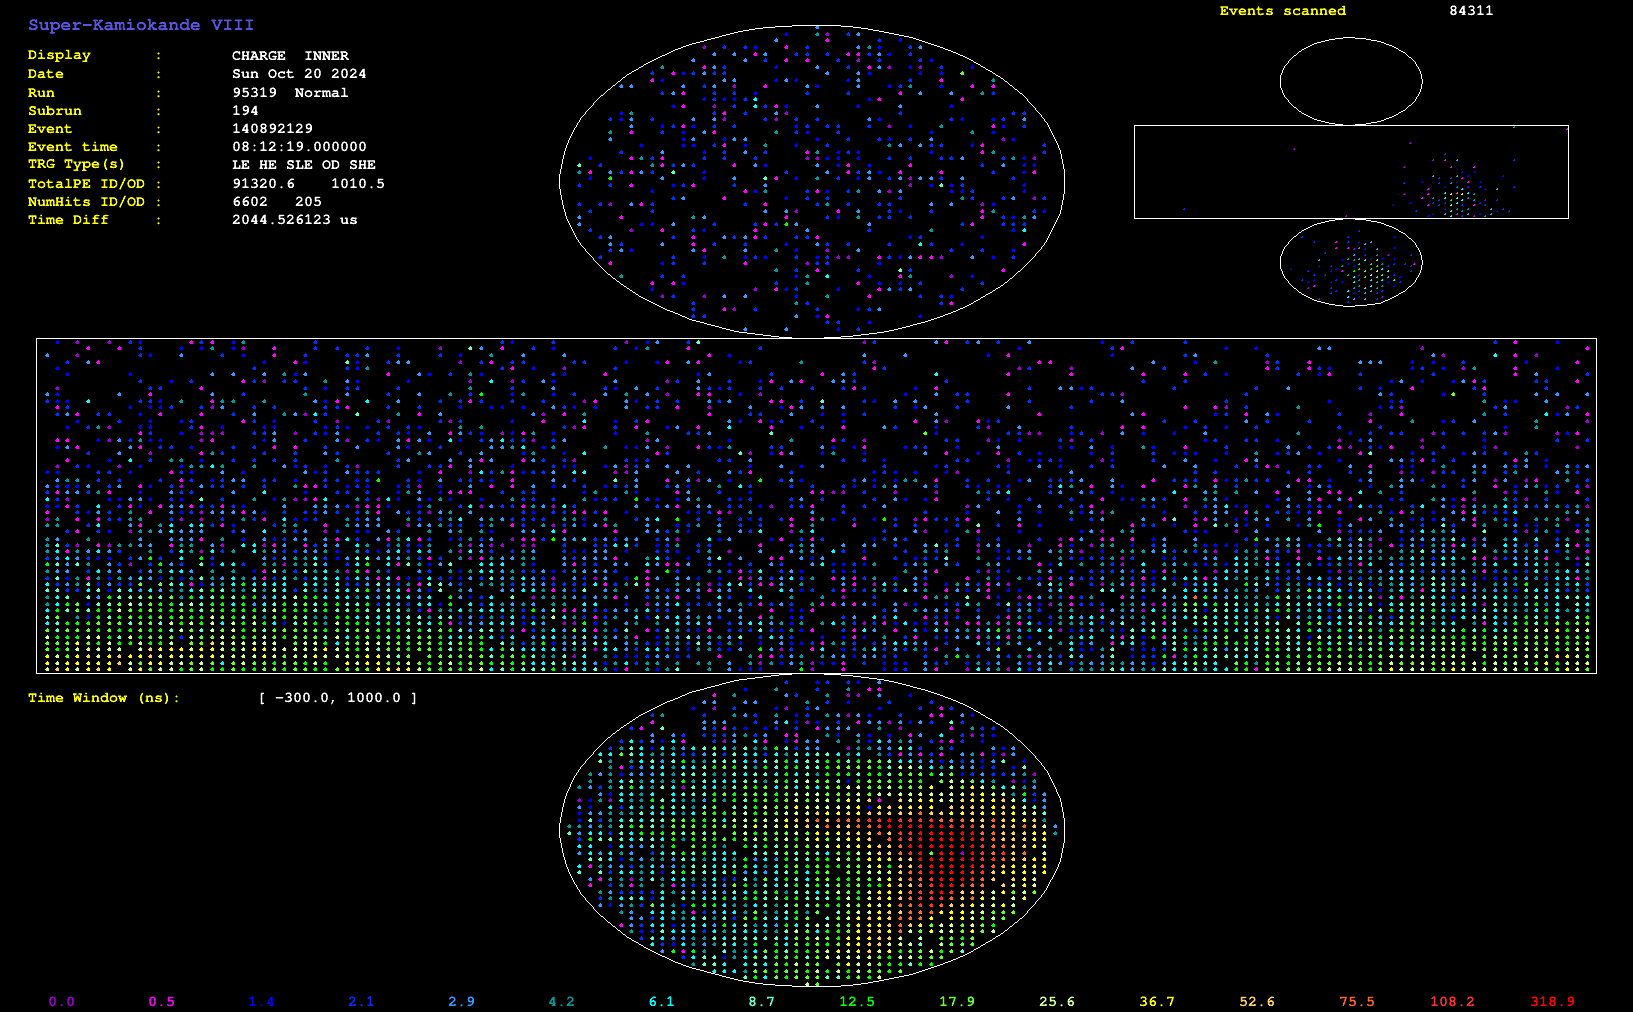 Super-Kamiokande VIII
Events scanned 84311
Display : CHARGE INNER
Date : Sun Oct 20 2024
Run : 95319 Normal
Subrun : 194
Event : 140892129
Event time : 08:12:19.000000
TRG Type(s) : LE HE SLE OD SHE
TotalPE ID/OD : 91320.6 1010.5
NumHits ID/OD : 6602 205
Time Diff : 2044.526123 us
Time Window (ns): [ −300.0, 1000.0 ]
0.0 0.5 1.4 2.1 2.9 4.2 6.1 8.7 12.5 17.9 25.6 36.7 52.6 75.5 108.2 318.9